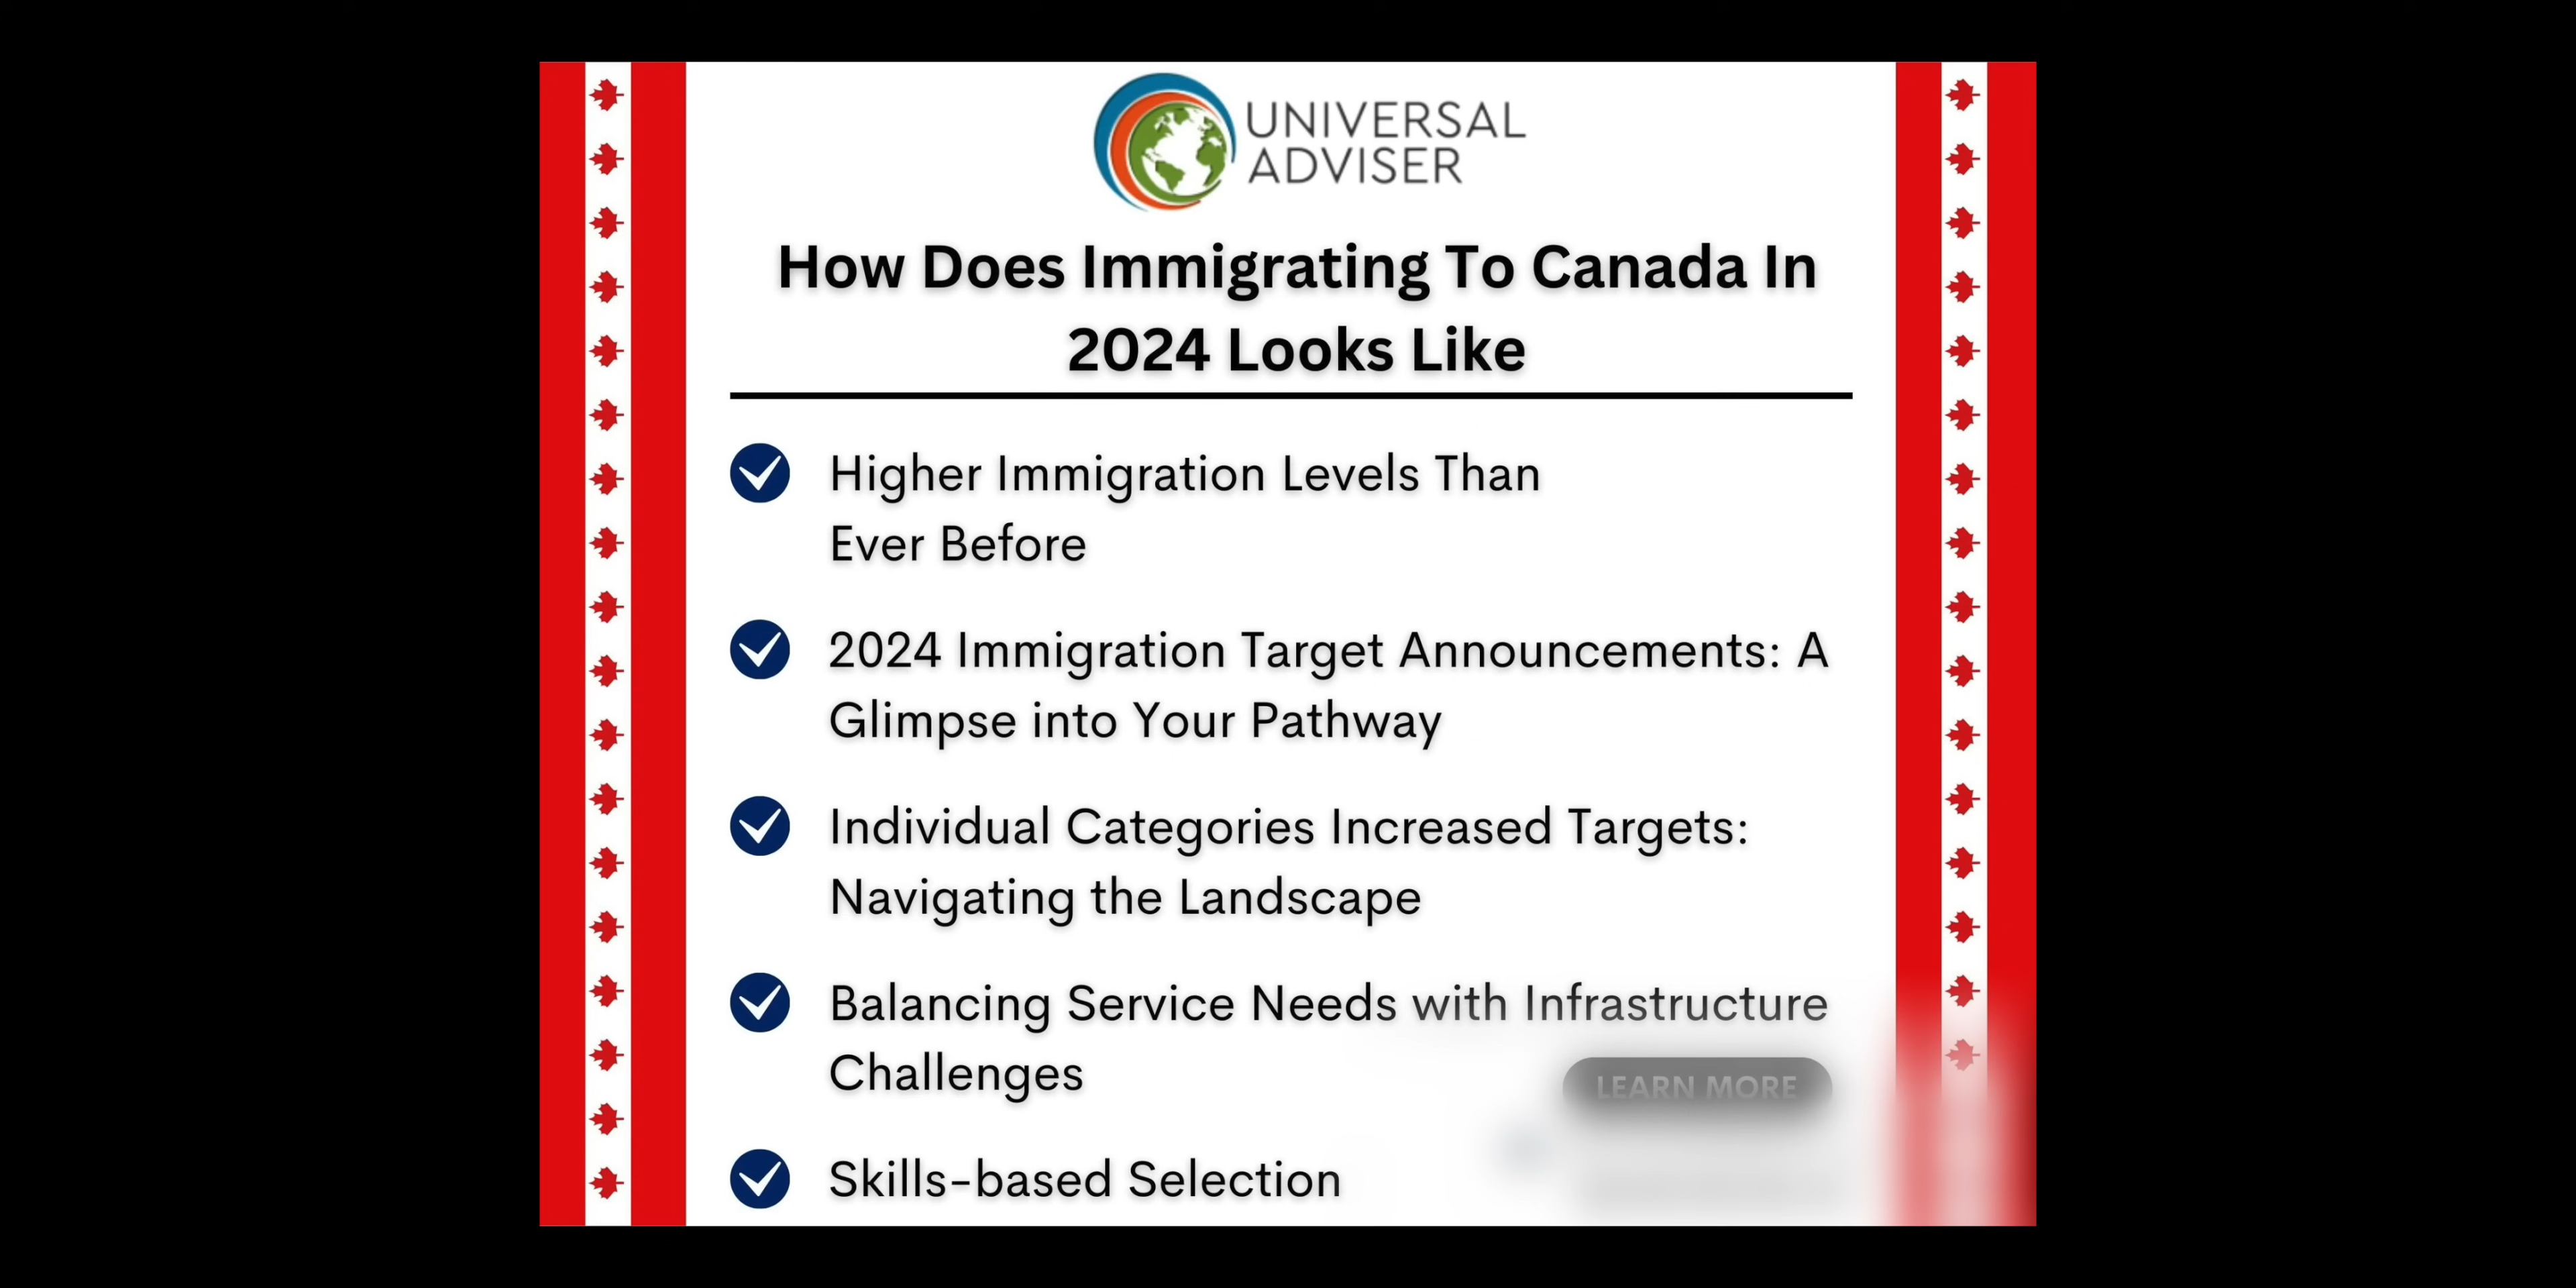 UNIVERSAL
ADVISER
How Does Immigrating To Canada In
2024 Looks Like
Higher Immigration Levels Than
Ever Before
2024 Immigration Target Announcements: A
Glimpse into Your Pathway
Individual Categories Increased Targets:
Navigating the Landscape
Balancing Service Needs with Infrastructure
Challenges
LEARN MORE
Skills-based Selection